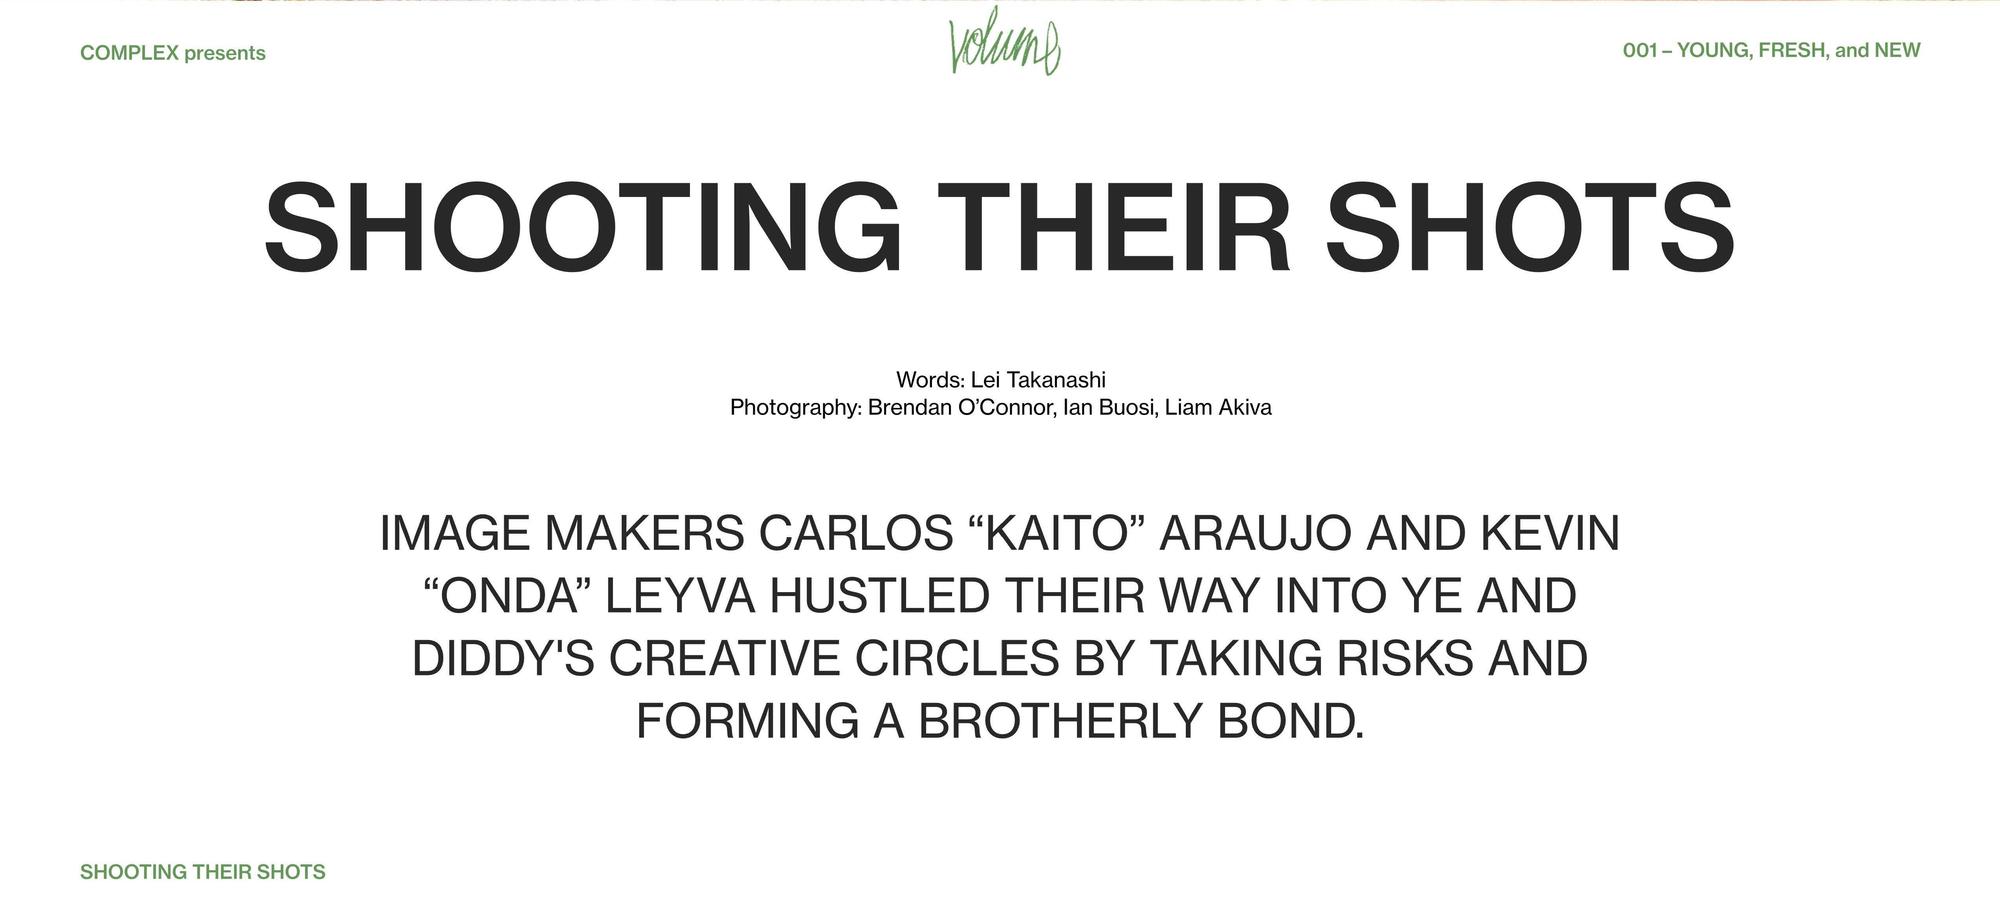 COMPLEX presents
Volume
001 – YOUNG, FRESH, and NEW
SHOOTING THEIR SHOTS
Words: Lei Takanashi
Photography: Brendan O’Connor, Ian Buosi, Liam Akiva
IMAGE MAKERS CARLOS “KAITO” ARAUJO AND KEVIN
“ONDA” LEYVA HUSTLED THEIR WAY INTO YE AND
DIDDY'S CREATIVE CIRCLES BY TAKING RISKS AND
FORMING A BROTHERLY BOND.
SHOOTING THEIR SHOTS